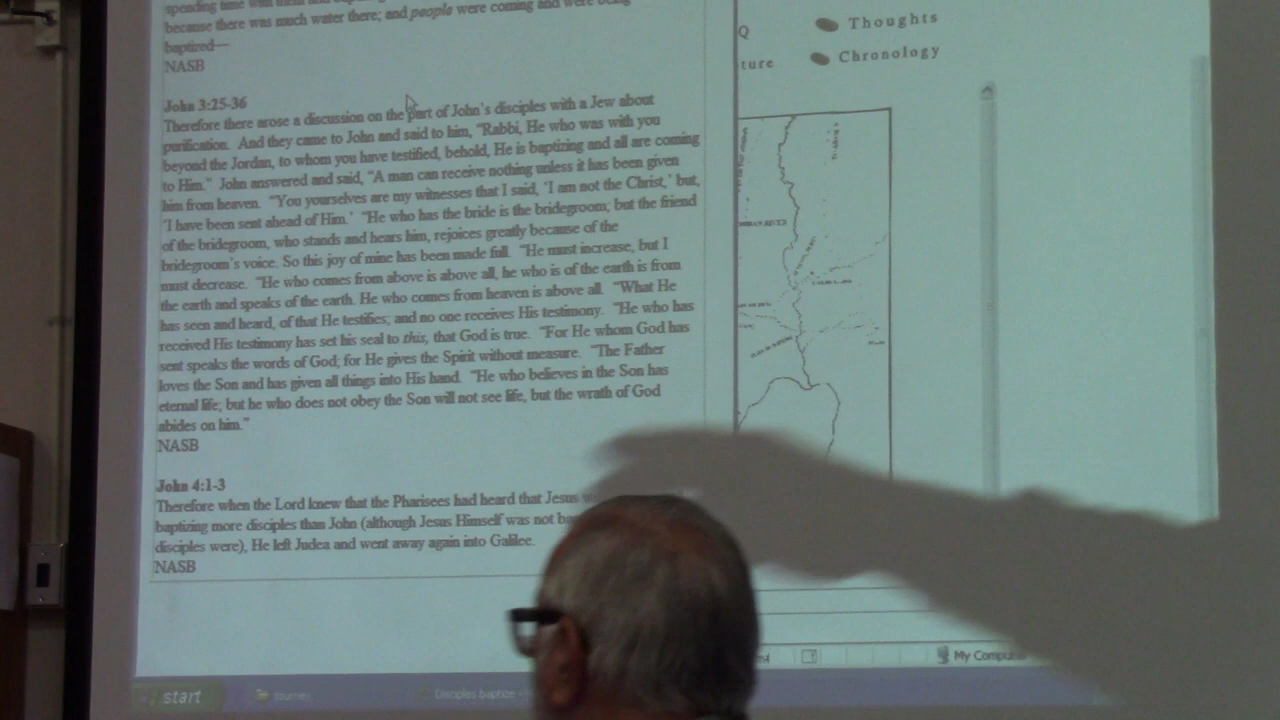 spending time with them and
because there was much water there; and people were coming and were being
baptized—
NASB
John 3:25-36
Therefore there arose a discussion on the part of John's disciples with a Jew about
purification. And they came to John and said to him, "Rabbi, He who was with you
beyond the Jordan, to whom you have testified, behold, He is baptizing and all are coming
to Him." John answered and said, "A man can receive nothing unless it has been given
him from heaven. "You yourselves are my witnesses that I said, 'I am not the Christ,' but,
'I have been sent ahead of Him.' "He who has the bride is the bridegroom; but the friend
of the bridegroom, who stands and hears him, rejoices greatly because of the
bridegroom's voice. So this joy of mine has been made full. "He must increase, but I
must decrease. "He who comes from above is above all, he who is of the earth is from
the earth and speaks of the earth. He who comes from heaven is above all. "What He
has seen and heard, of that He testifies; and no one receives His testimony. "He who has
received His testimony has set his seal to this, that God is true. "For He whom God has
sent speaks the words of God; for He gives the Spirit without measure. "The Father
loves the Son and has given all things into His hand. "He who believes in the Son has
eternal life; but he who does not obey the Son will not see life, but the wrath of God
abides on him."
NASB
John 4:1-3
Therefore when the Lord knew that the Pharisees had heard that Jesus w
baptizing more disciples than John (although Jesus Himself was not ba
disciples were), He left Judea and went away again into Galilee.
NASB
Q
Thoughts
ture
Chronology
My Compu
start
Disciples baptize -